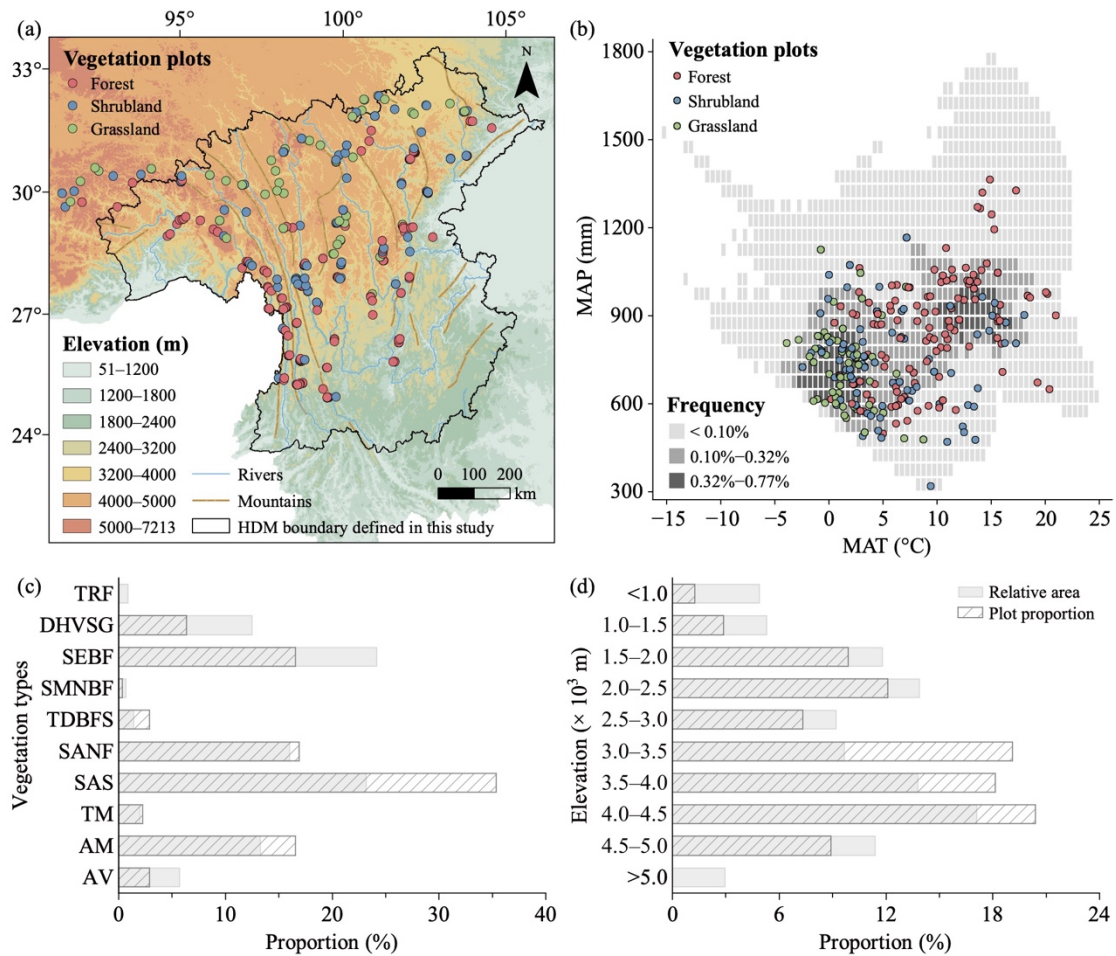 (a)
95°
100°
105°
33°
30°
27°
24°
Vegetation plots
Forest
Shrubland
Grassland
N
Elevation (m)
51–1200
1200–1800
1800–2400
2400–3200
3200–4000
4000–5000
5000–7213
Rivers
Mountains
HDM boundary defined in this study
0 100 200
km
(b)
1800
1500
1200
900
600
300
MAP (mm)
Vegetation plots
Forest
Shrubland
Grassland
Frequency
< 0.10%
0.10%–0.32%
0.32%–0.77%
−15 −10 −5 0 5 10 15 20 25
MAT (°C)
(c)
Vegetation types
TRF
DHVSG
SEBF
SMNBF
TDBFS
SANF
SAS
TM
AM
AV
0 10 20 30 40
Proportion (%)
(d)
Elevation (× 10³ m)
<1.0
1.0–1.5
1.5–2.0
2.0–2.5
2.5–3.0
3.0–3.5
3.5–4.0
4.0–4.5
4.5–5.0
>5.0
Relative area
Plot proportion
0 6 12 18 24
Proportion (%)